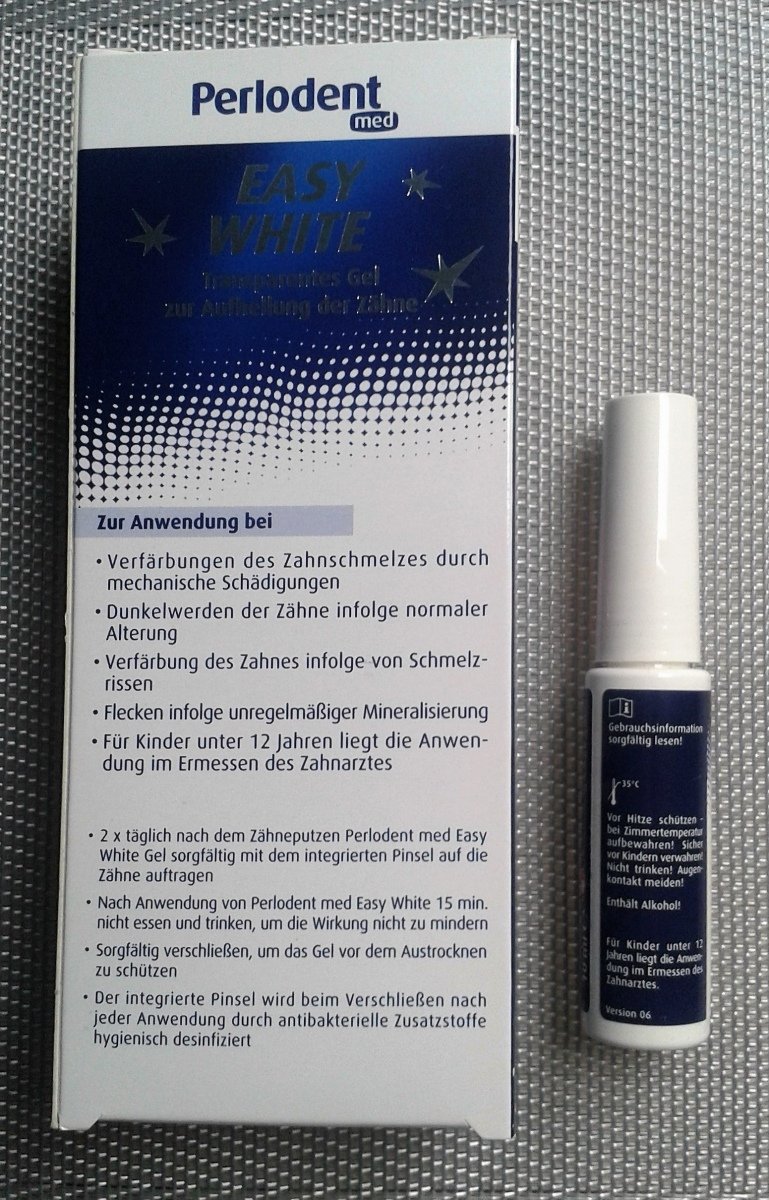 Perlodent
med
EASY
WHITE
Transparentes Gel
zur Aufhellung der Zähne
Zur Anwendung bei
• Verfärbungen des Zahnschmelzes durch
mechanische Schädigungen
• Dunkelwerden der Zähne infolge normaler
Alterung
• Verfärbung des Zahnes infolge von Schmelz-
rissen
• Flecken infolge unregelmäßiger Mineralisierung
• Für Kinder unter 12 Jahren liegt die Anwen-
dung im Ermessen des Zahnarztes
• 2 x täglich nach dem Zähneputzen Perlodent med Easy
White Gel sorgfältig mit dem integrierten Pinsel auf die
Zähne auftragen
• Nach Anwendung von Perlodent med Easy White 15 min.
nicht essen und trinken, um die Wirkung nicht zu mindern
• Sorgfältig verschließen, um das Gel vor dem Austrocknen
zu schützen
• Der integrierte Pinsel wird beim Verschließen nach
jeder Anwendung durch antibakterielle Zusatzstoffe
hygienisch desinfiziert
Gebrauchsinformation
sorgfältig lesen!
35°C
Vor Hitze schützen -
bei Zimmertemperatur
aufbewahren! Sicher
vor Kindern verwahren!
Nicht trinken! Augen-
kontakt meiden!
Enthält Alkohol!
Für Kinder unter 12
Jahren liegt die Anwen-
dung im Ermessen des
Zahnarztes.
Version 06